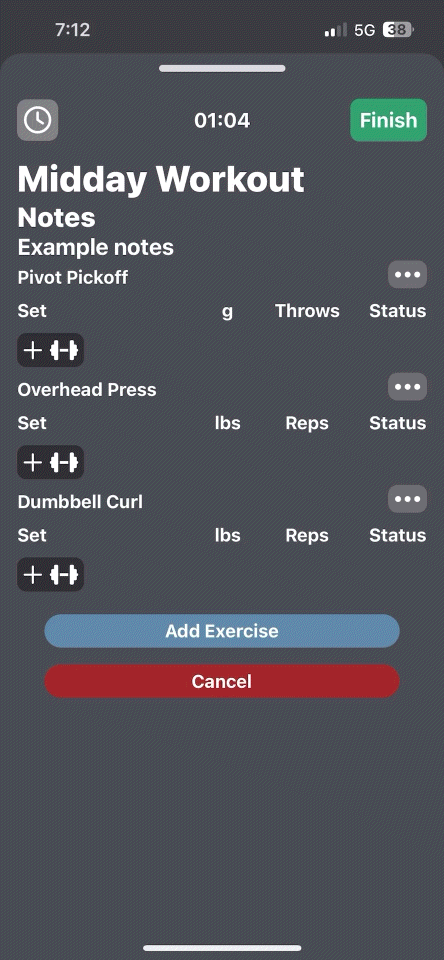 7:12 5G 38
01:04 Finish
Midday Workout
Notes
Example notes
Pivot Pickoff
Set g Throws Status
Overhead Press
Set lbs Reps Status
Dumbbell Curl
Set lbs Reps Status
Add Exercise
Cancel